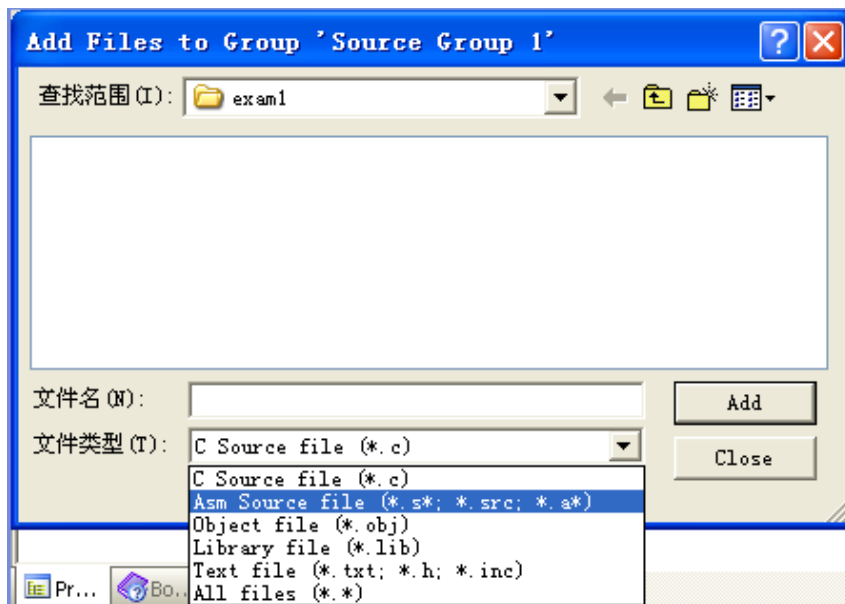 Add Files to Group 'Source Group 1'
查找范围(I): exam1
文件名(N):
Add
文件类型(T): C Source file (*.c)
Close
C Source file (*.c)
Asm Source file (*.s*; *.src; *.a*)
Object file (*.obj)
Library file (*.lib)
Text file (*.txt; *.h; *.inc)
All files (*.*)
Pr... Bo..